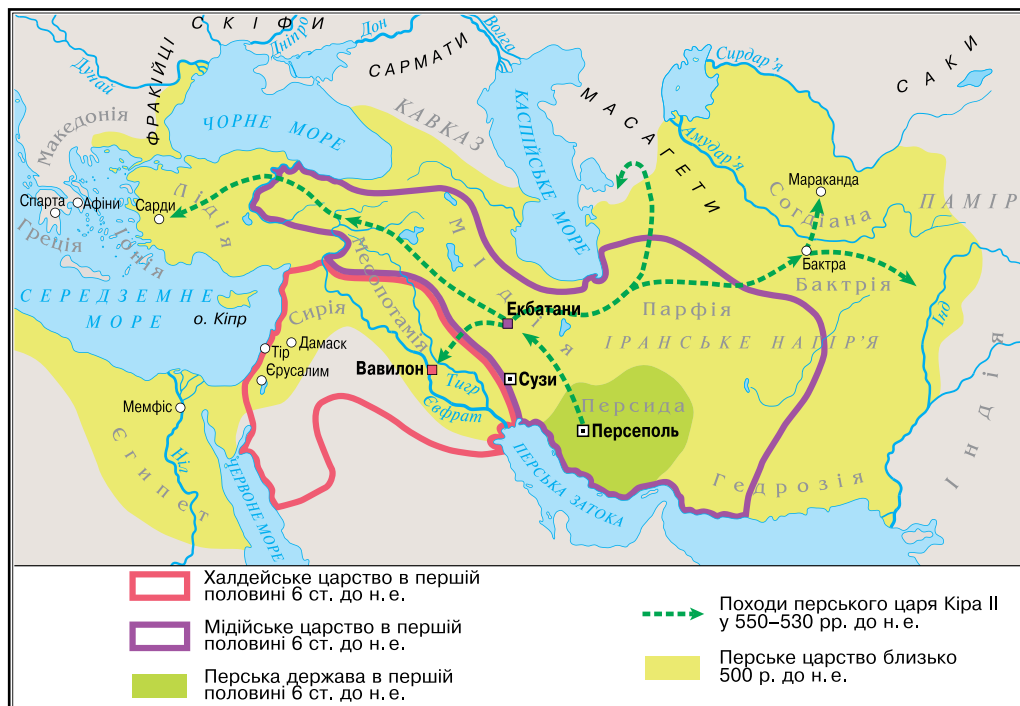 СКІФИ
Дніпро
Дон
Волга
САРМАТИ
Дунай
ФРАКІЙЦІ
Македонія
ЧОРНЕ МОРЕ
КАВКАЗ
КАСПІЙСЬКЕ МОРЕ
МАСАГЕТИ
Сирдар'я
САКИ
Амудар'я
Мараканда
Согдіана
ПАМІР
Спарта
Афіни
Сарди
Лідія
Греція
Іонія
МІДІЯ
Месопотамія
Бактра
Бактрія
СЕРЕДЗЕМНЕ
МОРЕ
о. Кіпр
Сирія
Екбатани
Парфія
ІРАНСЬКЕ НАГІР'Я
Інд
Тір
Дамаск
Єрусалим
Вавилон
Тигр
Євфрат
Сузи
Персида
Персеполь
Мемфіс
Ніл
Єгипет
ЧЕРВОНЕ МОРЕ
ПЕРСЬКА ЗАТОКА
Гедрозія
Індія
Халдейське царство в першій
половині 6 ст. до н.е.
Мідійське царство в першій
половині 6 ст. до н.е.
Перська держава в першій
половині 6 ст. до н.е.
Походи перського царя Кіра II
у 550–530 рр. до н.е.
Перське царство близько
500 р. до н.е.